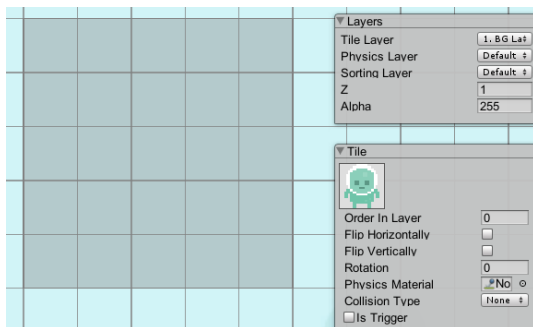 Layers
Tile Layer 1. BG La
Physics Layer Default
Sorting Layer Default
Z 1
Alpha 255
Tile
Order In Layer 0
Flip Horizontally
Flip Vertically
Rotation 0
Physics Material No
Collision Type None
Is Trigger